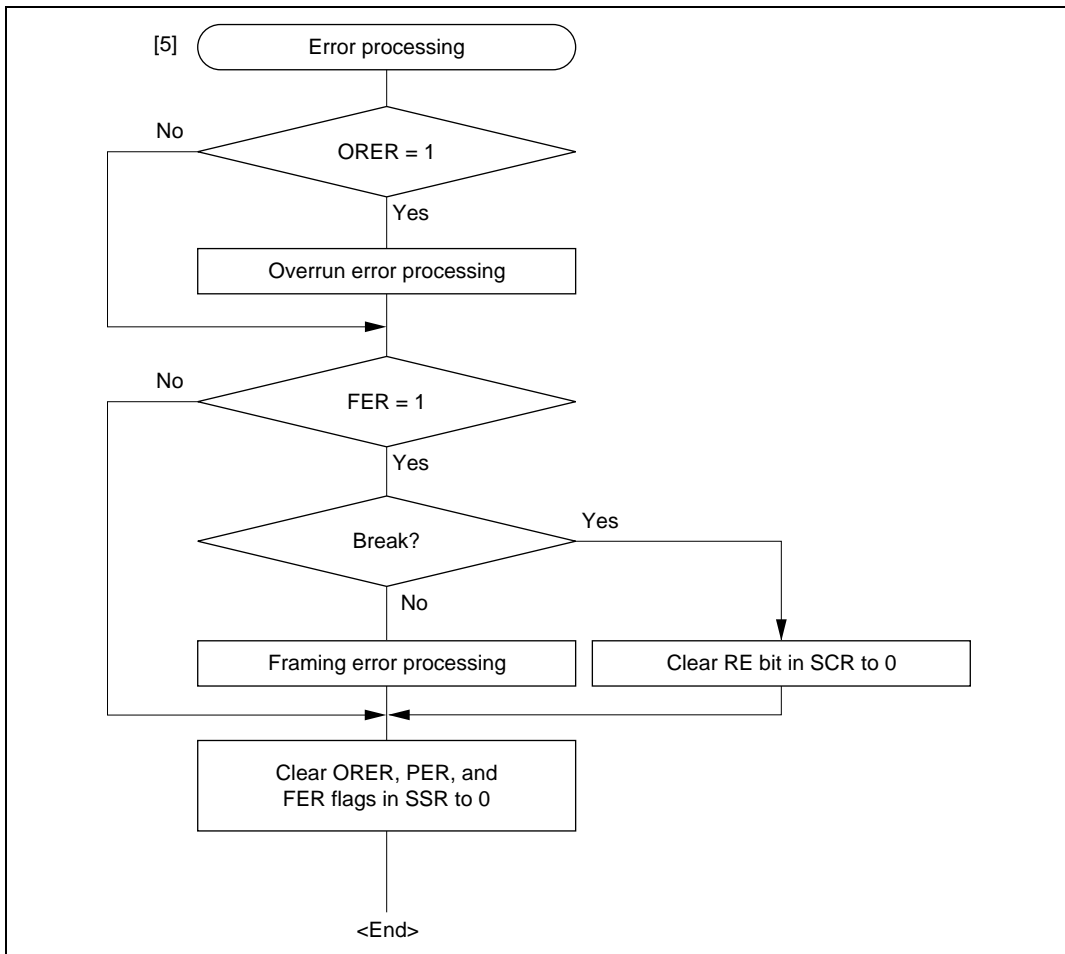 [5]
Error processing
No
ORER = 1
Yes
Overrun error processing
No
FER = 1
Yes
Yes
Break?
No
Framing error processing
Clear RE bit in SCR to 0
Clear ORER, PER, and
FER flags in SSR to 0
<End>